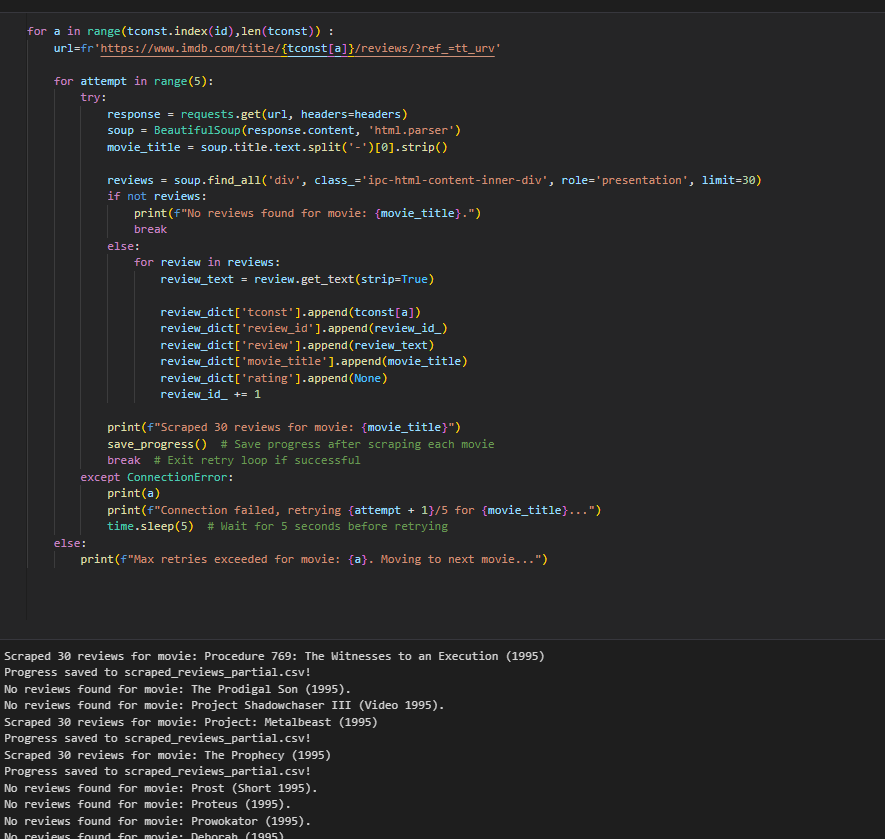 for a in range(tconst.index(id),len(tconst)) :
    url=fr'https://www.imdb.com/title/{tconst[a]}/reviews/?ref_=tt_urv'

    for attempt in range(5):
        try:
            response = requests.get(url, headers=headers)
            soup = BeautifulSoup(response.content, 'html.parser')
            movie_title = soup.title.text.split('-')[0].strip()

            reviews = soup.find_all('div', class_='ipc-html-content-inner-div', role='presentation', limit=30)
            if not reviews:
                print(f"No reviews found for movie: {movie_title}.")
                break
            else:
                for review in reviews:
                    review_text = review.get_text(strip=True)

                    review_dict['tconst'].append(tconst[a])
                    review_dict['review_id'].append(review_id_)
                    review_dict['review'].append(review_text)
                    review_dict['movie_title'].append(movie_title)
                    review_dict['rating'].append(None)
                    review_id_ += 1

            print(f"Scraped 30 reviews for movie: {movie_title}")
            save_progress()  # Save progress after scraping each movie
            break  # Exit retry loop if successful
        except ConnectionError:
            print(a)
            print(f"Connection failed, retrying {attempt + 1}/5 for {movie_title}...")
            time.sleep(5)  # Wait for 5 seconds before retrying
    else:
        print(f"Max retries exceeded for movie: {a}. Moving to next movie...")
Scraped 30 reviews for movie: Procedure 769: The Witnesses to an Execution (1995)
Progress saved to scraped_reviews_partial.csv!
No reviews found for movie: The Prodigal Son (1995).
No reviews found for movie: Project Shadowchaser III (Video 1995).
Scraped 30 reviews for movie: Project: Metalbeast (1995)
Progress saved to scraped_reviews_partial.csv!
Scraped 30 reviews for movie: The Prophecy (1995)
Progress saved to scraped_reviews_partial.csv!
No reviews found for movie: Prost (Short 1995).
No reviews found for movie: Proteus (1995).
No reviews found for movie: Prowokator (1995).
No reviews found for movie: Deborah (1995)